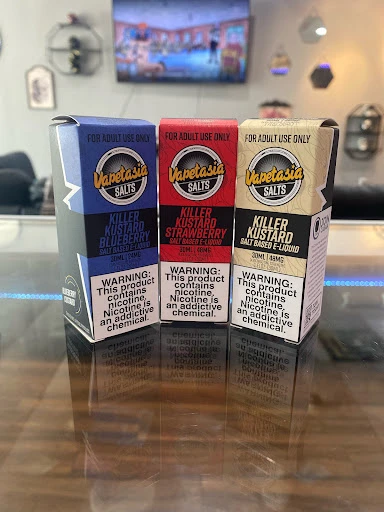 FOR ADULT USE ONLY
Vapetasia
SALTS
KILLER
KUSTARD
BLUEBERRY
SALT BASED E-LIQUID
WARNING:
This product
contains
nicotine.
Nicotine is
an addictive
chemical.
FOR ADULT USE ONLY
Vapetasia
SALTS
KILLER
KUSTARD
STRAWBERRY
SALT BASED E-LIQUID
30ML | 48MG
WARNING:
This product
contains
nicotine.
Nicotine is
an addictive
chemical.
FOR ADULT USE ONLY
Vapetasia
SALTS
KILLER
KUSTARD
SALT BASED E-LIQUID
30ML | 48MG
WARNING:
This product
contains
nicotine.
Nicotine is
an addictive
chemical.